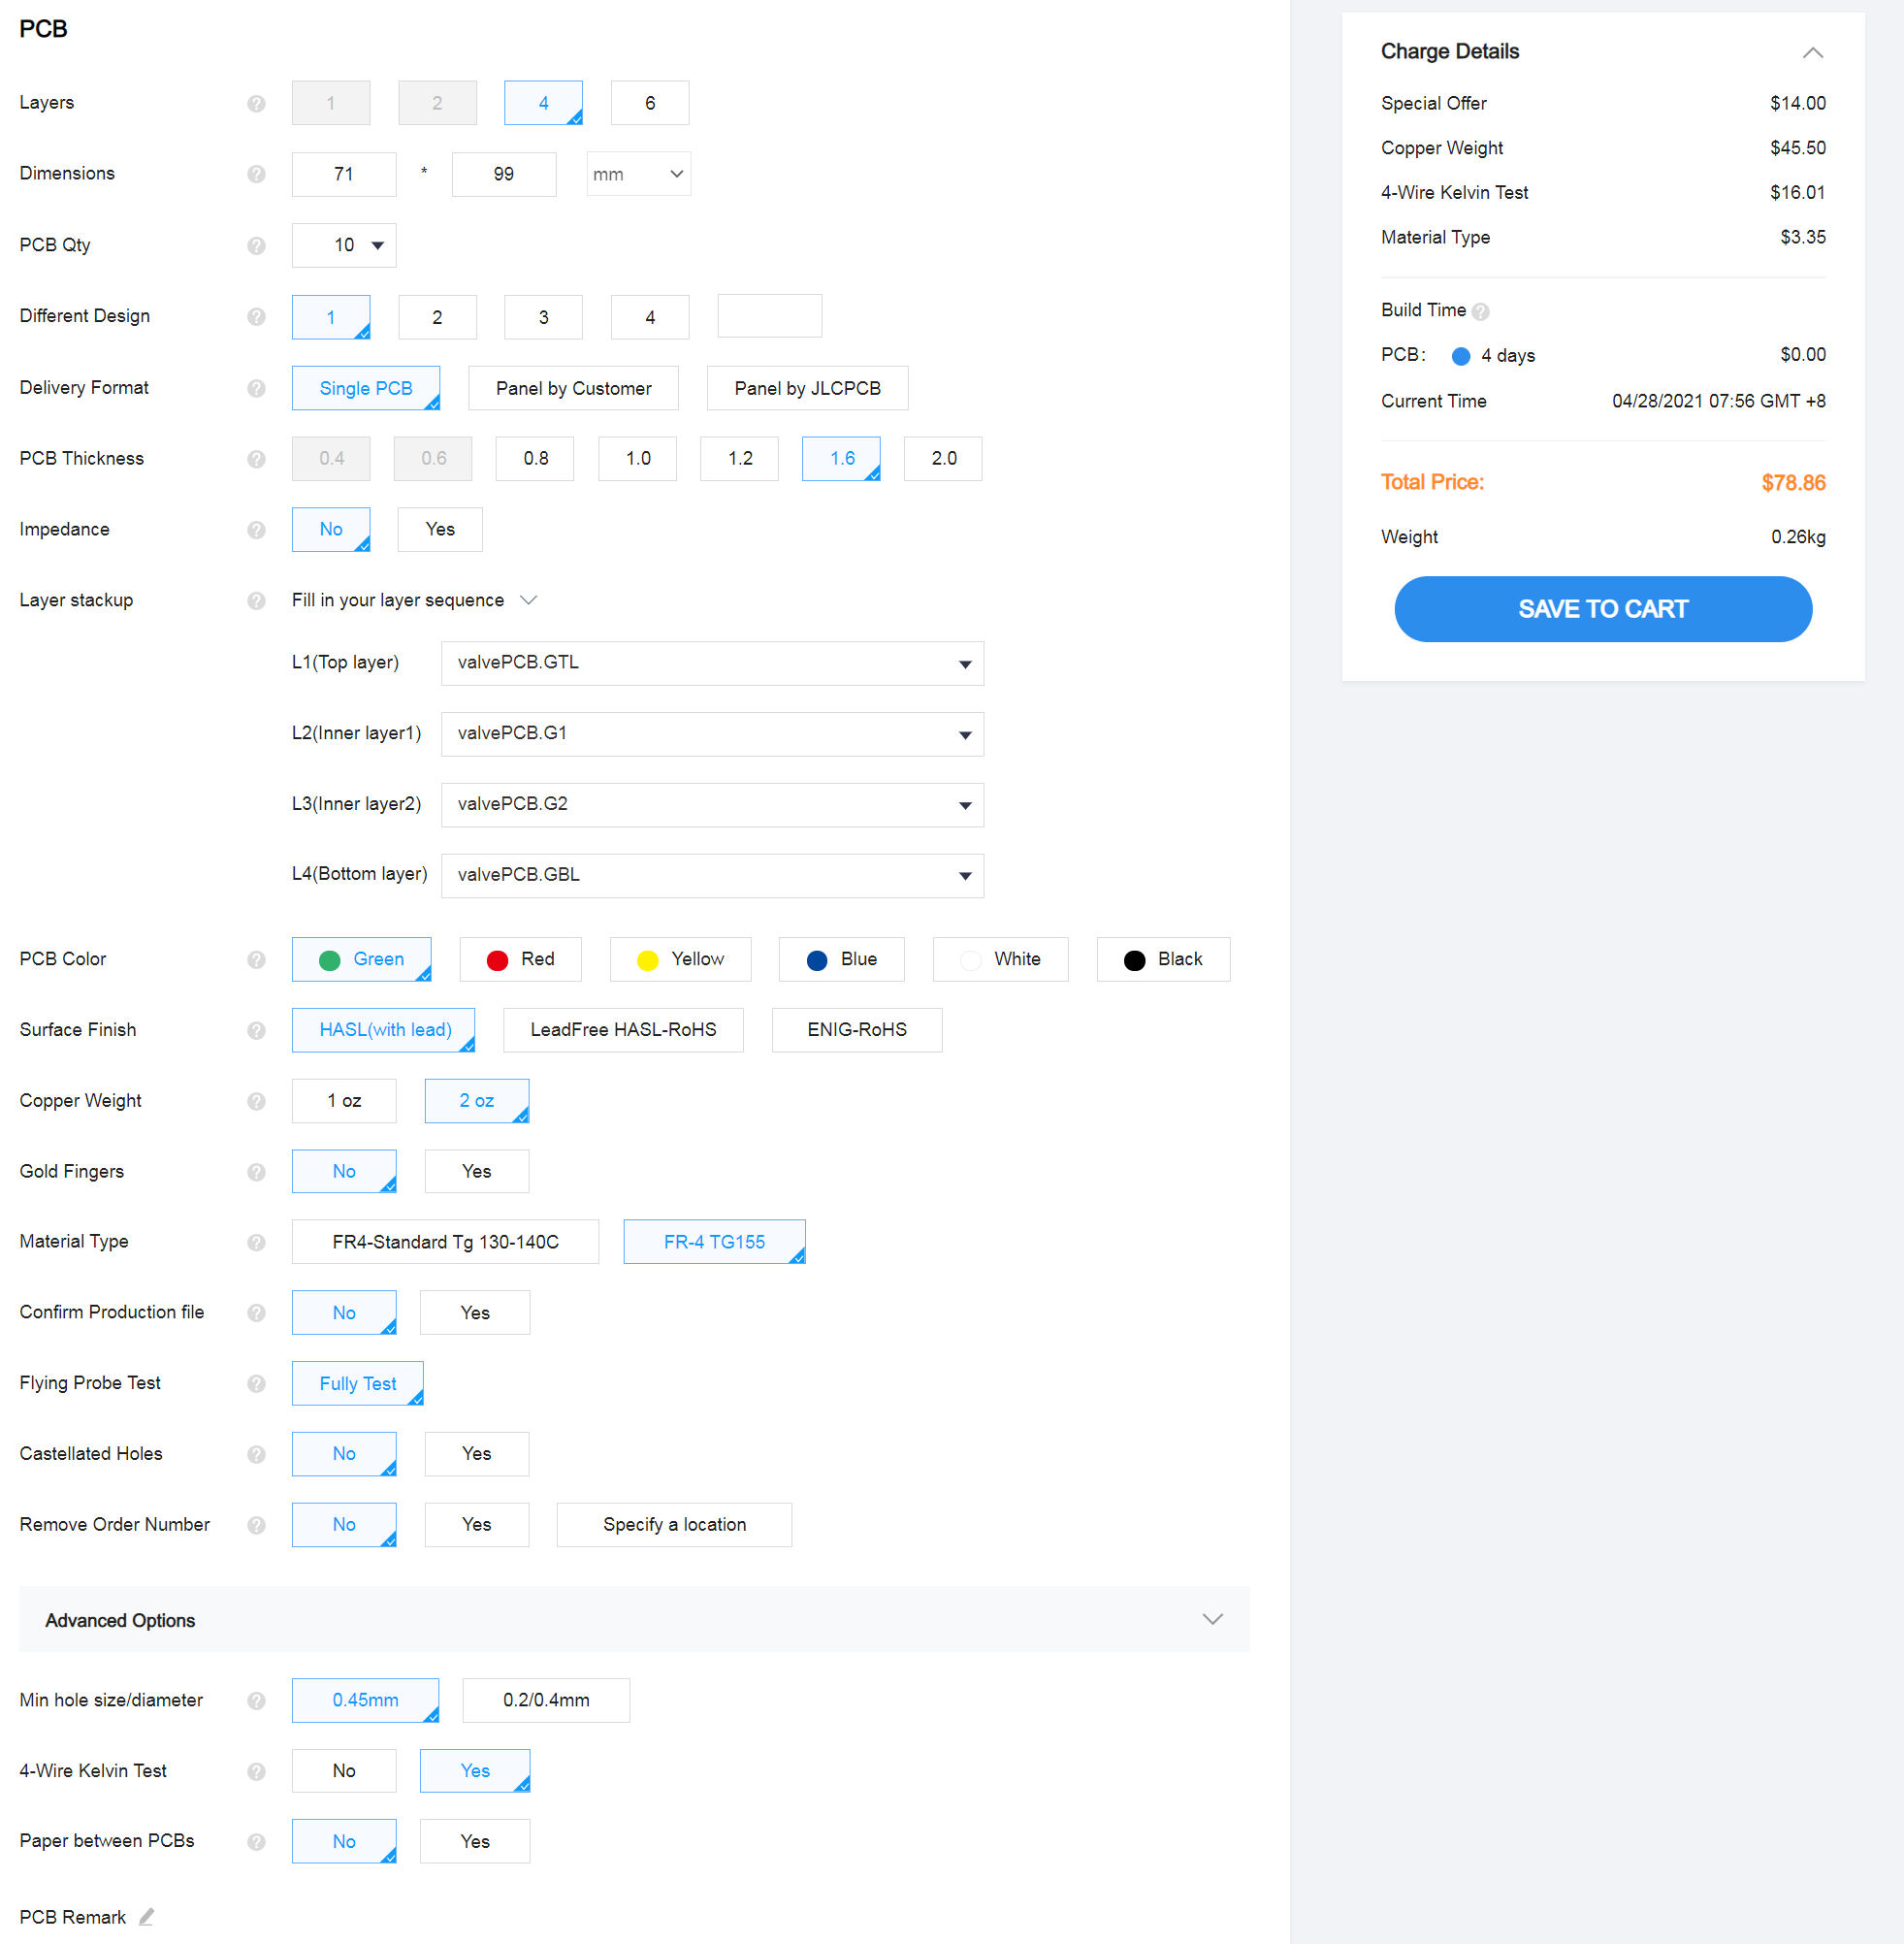 PCB
Layers ? 1 2 4 6
Dimensions ? 71 * 99 mm
PCB Qty ? 10
Different Design ? 1 2 3 4
Delivery Format ? Single PCB Panel by Customer Panel by JLCPCB
PCB Thickness ? 0.4 0.6 0.8 1.0 1.2 1.6 2.0
Impedance ? No Yes
Layer stackup ? Fill in your layer sequence
L1(Top layer) valvePCB.GTL
L2(Inner layer1) valvePCB.G1
L3(Inner layer2) valvePCB.G2
L4(Bottom layer) valvePCB.GBL
PCB Color ? Green Red Yellow Blue White Black
Surface Finish ? HASL(with lead) LeadFree HASL-RoHS ENIG-RoHS
Copper Weight ? 1 oz 2 oz
Gold Fingers ? No Yes
Material Type ? FR4-Standard Tg 130-140C FR-4 TG155
Confirm Production file ? No Yes
Flying Probe Test ? Fully Test
Castellated Holes ? No Yes
Remove Order Number ? No Yes Specify a location
Advanced Options
Min hole size/diameter ? 0.45mm 0.2/0.4mm
4-Wire Kelvin Test ? No Yes
Paper between PCBs ? No Yes
PCB Remark
Charge Details
Special Offer $14.00
Copper Weight $45.50
4-Wire Kelvin Test $16.01
Material Type $3.35
Build Time ?
PCB: 4 days $0.00
Current Time 04/28/2021 07:56 GMT +8
Total Price: $78.86
Weight 0.26kg
SAVE TO CART